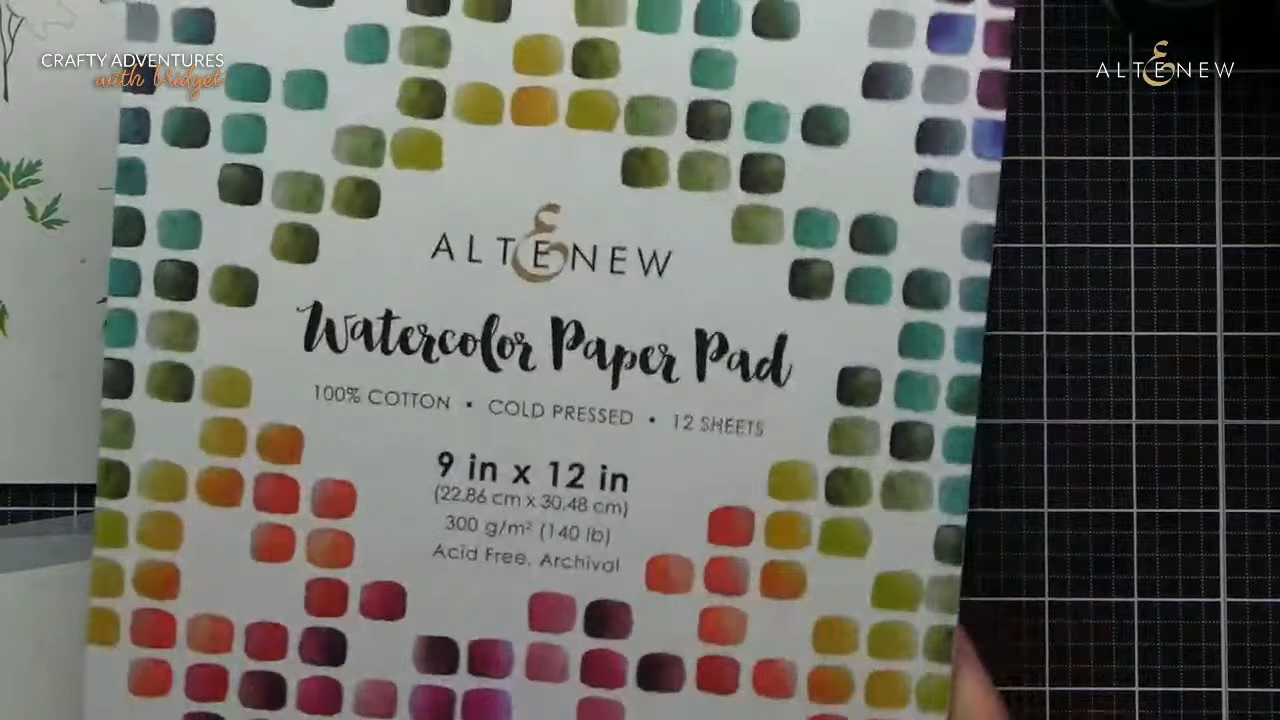 CRAFTY ADVENTURES
with bridget
ALTENEW
ALTENEW
Watercolor Paper Pad
100% COTTON • COLD PRESSED • 12 SHEETS
9 in x 12 in
(22.86 cm x 30.48 cm)
300 g/m² (140 lb)
Acid Free, Archival